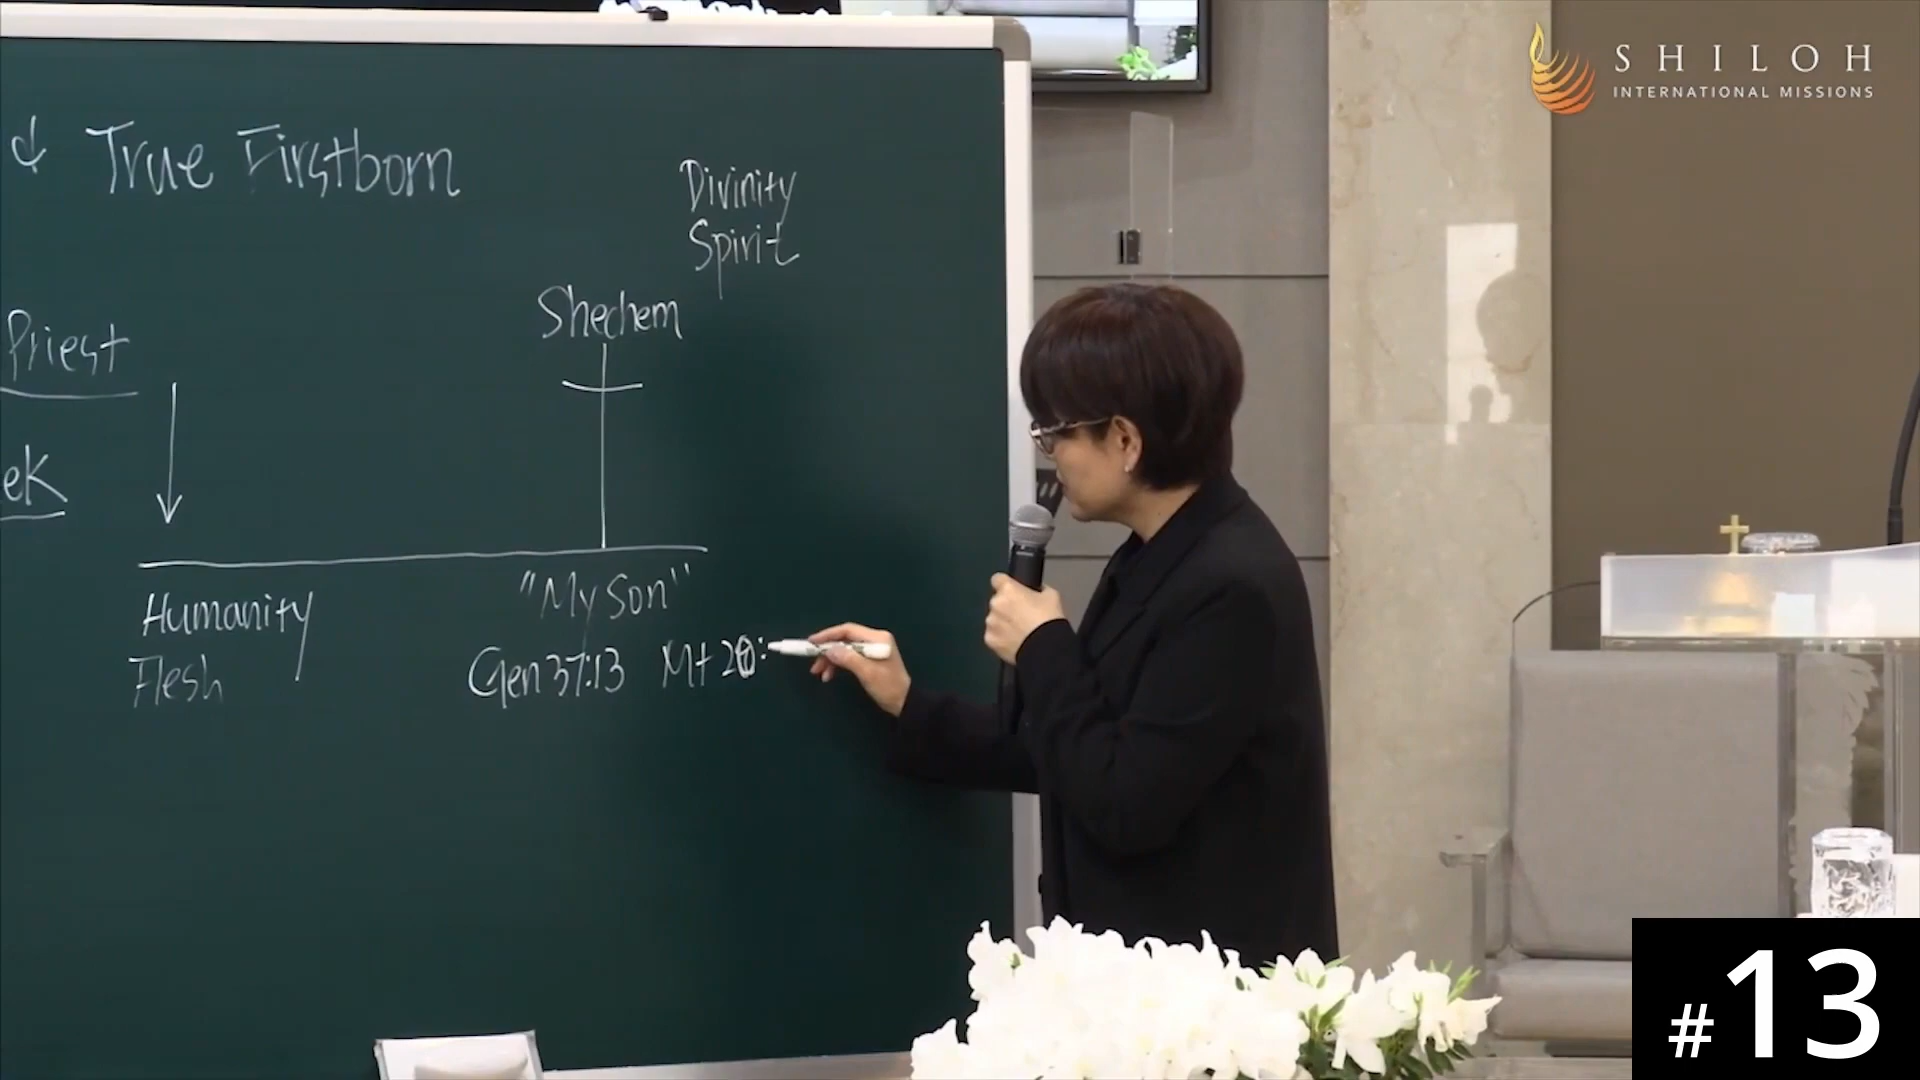 SHILOH
INTERNATIONAL MISSIONS
& True Firstborn
Divinity
Spirit
Priest
Shechem
ek
Humanity
Flesh
"My Son"
Gen 37:13 Mt 20:
#13